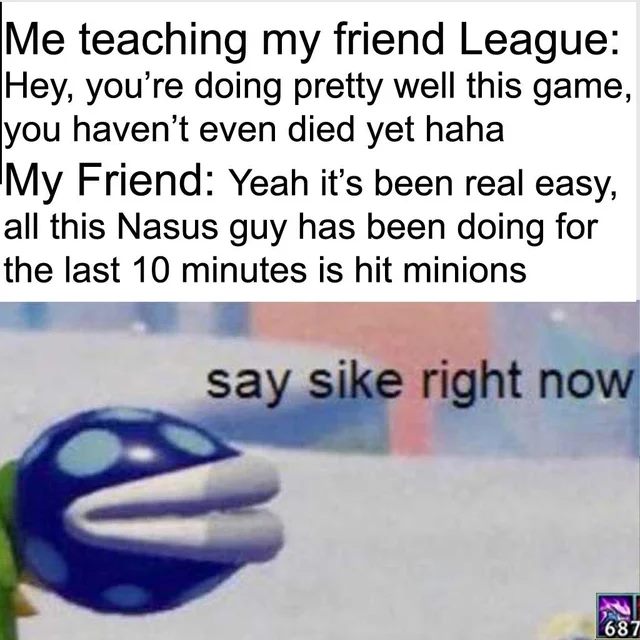 Me teaching my friend League:
Hey, you’re doing pretty well this game,
you haven’t even died yet haha
My Friend: Yeah it’s been real easy,
all this Nasus guy has been doing for
the last 10 minutes is hit minions
say sike right now
687